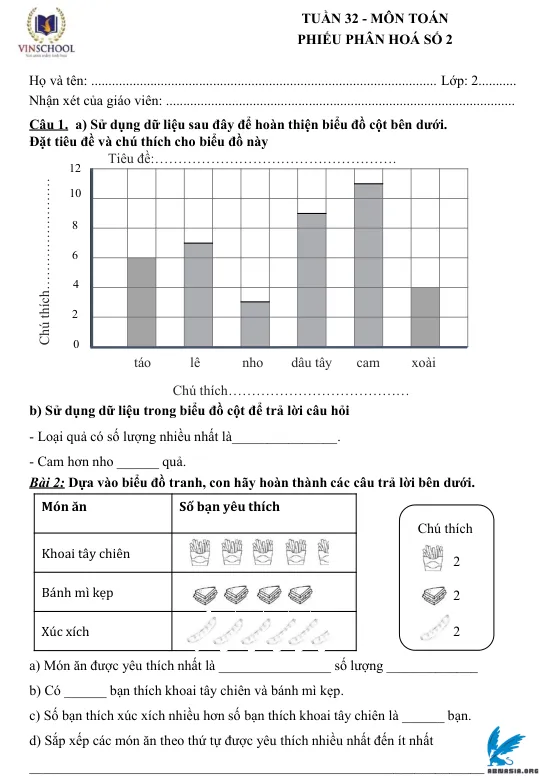 VINSCHOOL
TUẦN 32 - MÔN TOÁN
PHIẾU PHÂN HOÁ SỐ 2
Họ và tên: .................................................................................................. Lớp: 2...........
Nhận xét của giáo viên: .....................................................................................................
Câu 1. a) Sử dụng dữ liệu sau đây để hoàn thiện biểu đồ cột bên dưới.
Đặt tiêu đề và chú thích cho biểu đồ này
Tiêu đề:……………………………………………
12
10
8
6
4
2
0
Chú thích……………………
táo lê nho dâu tây cam xoài
Chú thích…………………………………
b) Sử dụng dữ liệu trong biểu đồ cột để trả lời câu hỏi
- Loại quả có số lượng nhiều nhất là_______________.
- Cam hơn nho ______ quả.
Bài 2: Dựa vào biểu đồ tranh, con hãy hoàn thành các câu trả lời bên dưới.
Món ăn Số bạn yêu thích
Khoai tây chiên
Bánh mì kẹp
Xúc xích
Chú thích
2
2
2
a) Món ăn được yêu thích nhất là ________________ số lượng _____________
b) Có ______ bạn thích khoai tây chiên và bánh mì kẹp.
c) Số bạn thích xúc xích nhiều hơn số bạn thích khoai tây chiên là ______ bạn.
d) Sắp xếp các món ăn theo thứ tự được yêu thích nhiều nhất đến ít nhất